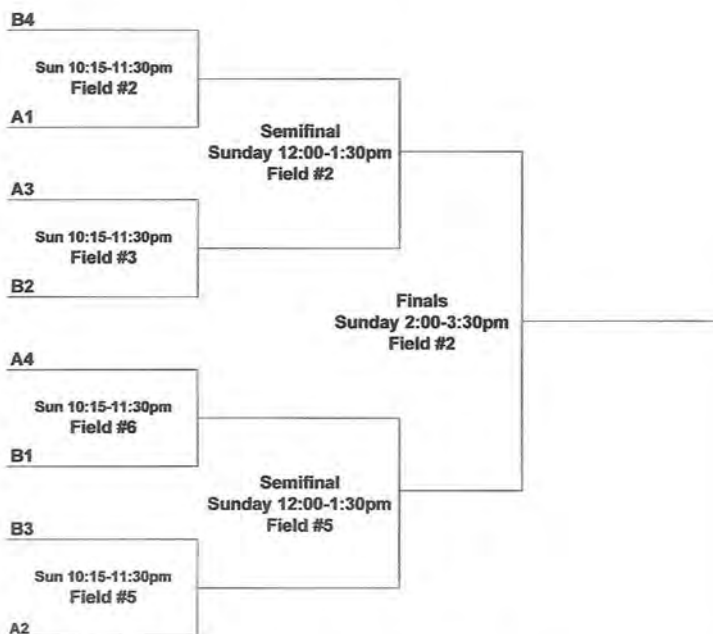 B4
Sun 10:15-11:30pm
Field #2
A1
Semifinal
Sunday 12:00-1:30pm
Field #2
A3
Sun 10:15-11:30pm
Field #3
B2
Finals
Sunday 2:00-3:30pm
Field #2
A4
Sun 10:15-11:30pm
Field #6
B1
Semifinal
Sunday 12:00-1:30pm
Field #5
B3
Sun 10:15-11:30pm
Field #5
A2